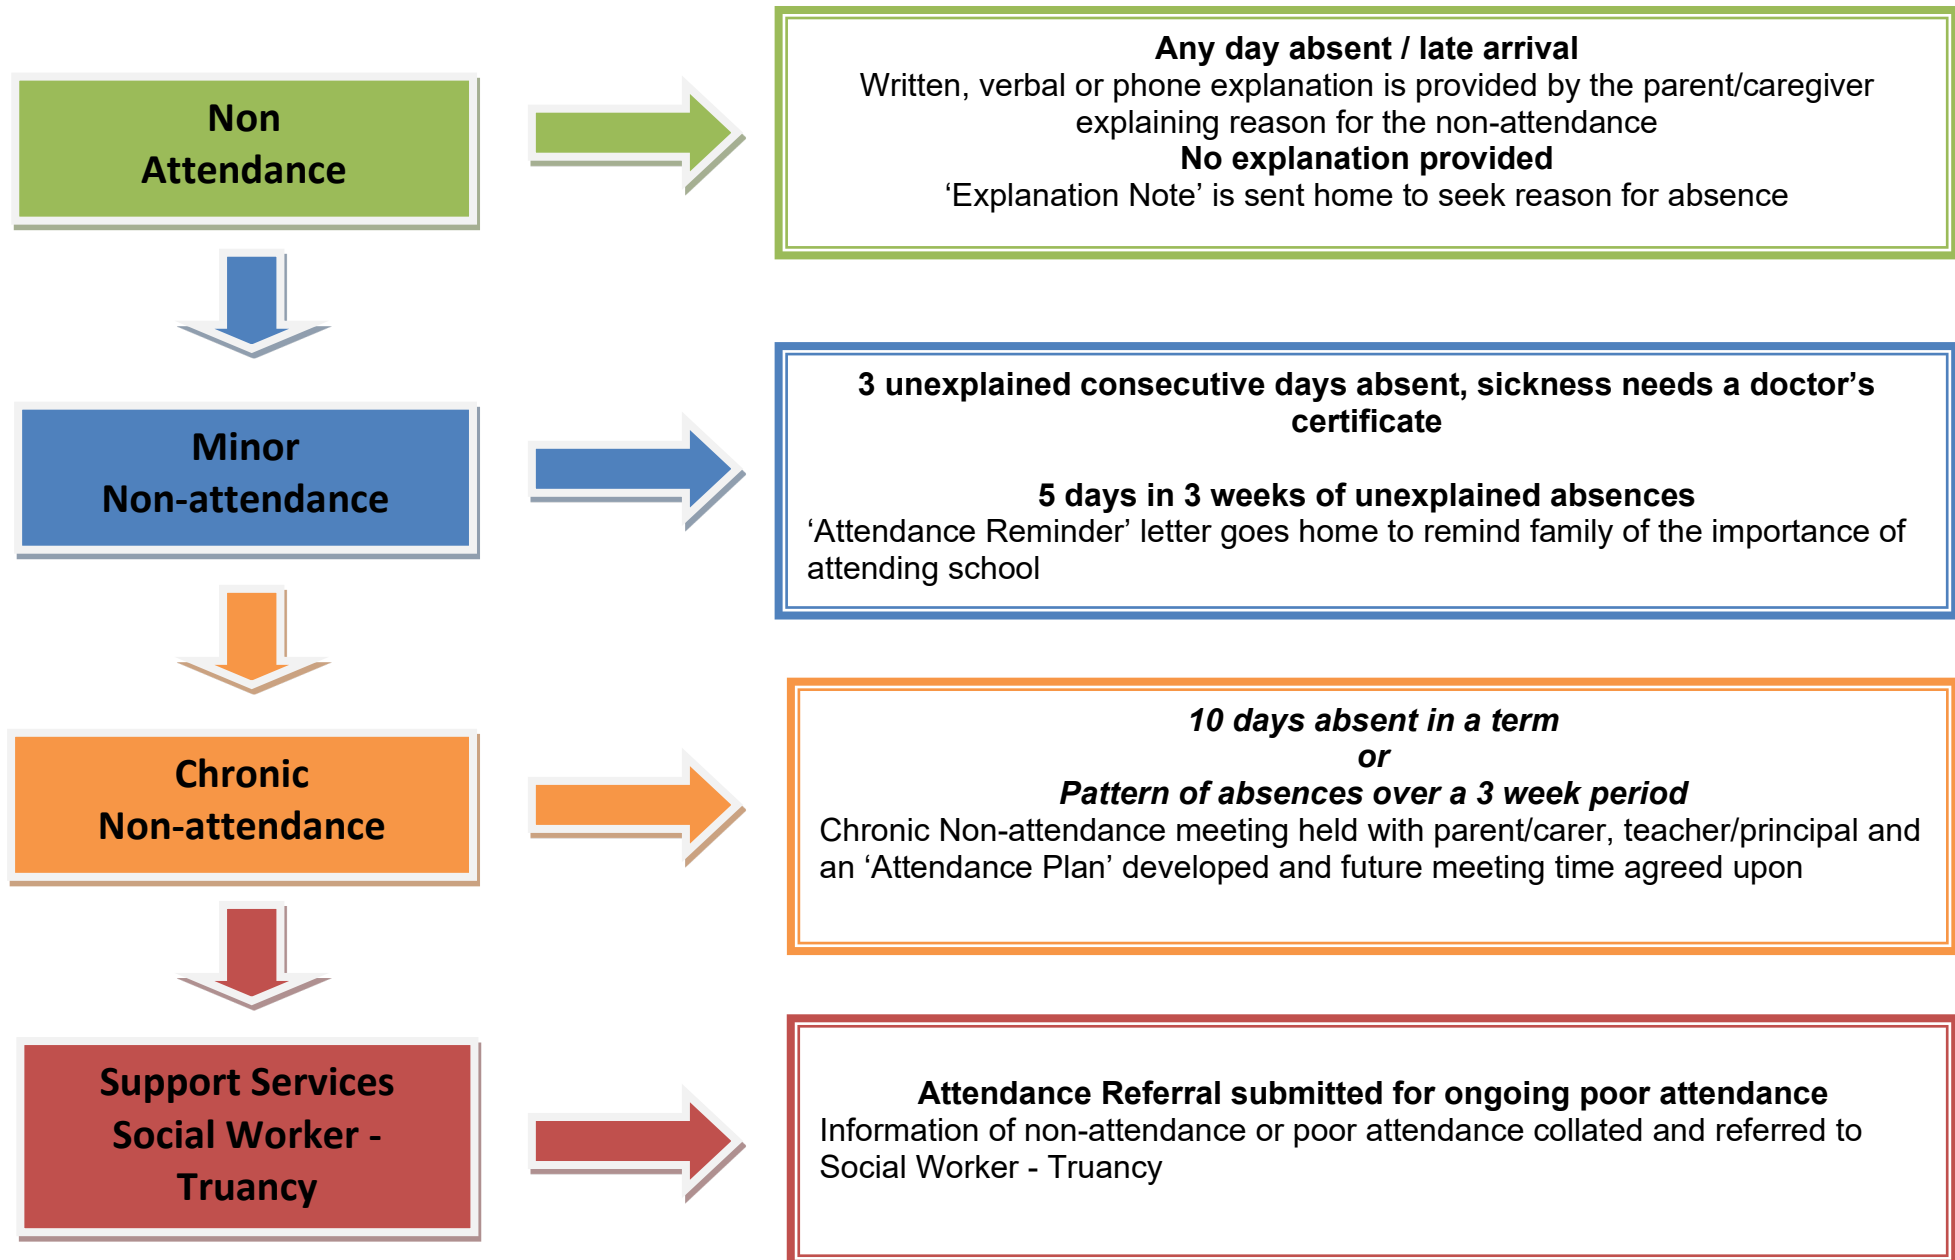 Non
Attendance
Any day absent / late arrival
Written, verbal or phone explanation is provided by the parent/caregiver
explaining reason for the non-attendance
No explanation provided
‘Explanation Note’ is sent home to seek reason for absence
Minor
Non-attendance
3 unexplained consecutive days absent, sickness needs a doctor’s
certificate
5 days in 3 weeks of unexplained absences
‘Attendance Reminder’ letter goes home to remind family of the importance of
attending school
Chronic
Non-attendance
10 days absent in a term
or
Pattern of absences over a 3 week period
Chronic Non-attendance meeting held with parent/carer, teacher/principal and
an ‘Attendance Plan’ developed and future meeting time agreed upon
Support Services
Social Worker -
Truancy
Attendance Referral submitted for ongoing poor attendance
Information of non-attendance or poor attendance collated and referred to
Social Worker - Truancy